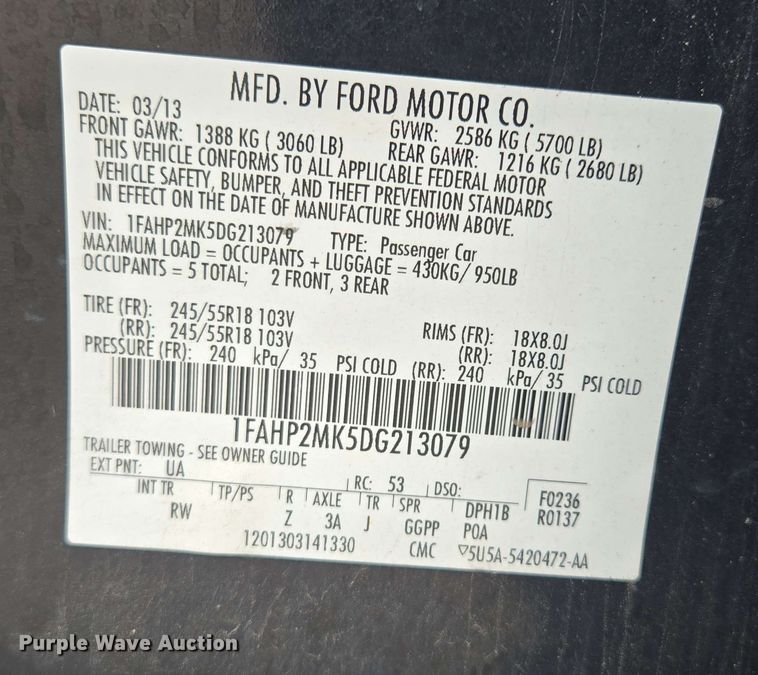 MFD. BY FORD MOTOR CO.
DATE: 03/13 GVWR: 2586 KG ( 5700 LB)
FRONT GAWR: 1388 KG ( 3060 LB) REAR GAWR: 1216 KG ( 2680 LB)
THIS VEHICLE CONFORMS TO ALL APPLICABLE FEDERAL MOTOR
VEHICLE SAFETY, BUMPER, AND THEFT PREVENTION STANDARDS
IN EFFECT ON THE DATE OF MANUFACTURE SHOWN ABOVE.
VIN: 1FAHP2MK5DG213079 TYPE: Passenger Car
MAXIMUM LOAD = OCCUPANTS + LUGGAGE = 430KG/ 950LB
OCCUPANTS = 5 TOTAL; 2 FRONT, 3 REAR
TIRE (FR): 245/55R18 103V RIMS (FR): 18X8.0J
(RR): 245/55R18 103V (RR): 18X8.0J
PRESSURE (FR): 240 kPa/ 35 PSI COLD (RR): 240 kPa/ 35 PSI COLD
1FAHP2MK5DG213079
TRAILER TOWING - SEE OWNER GUIDE
EXT PNT: UA RC: 53 DSO: F0236
INT TR TP/PS R AXLE TR SPR DPH1B R0137
RW Z 3A J GGPP POA
1201303141330 CMC ▽5U5A-5420472-AA
Purple Wave Auction